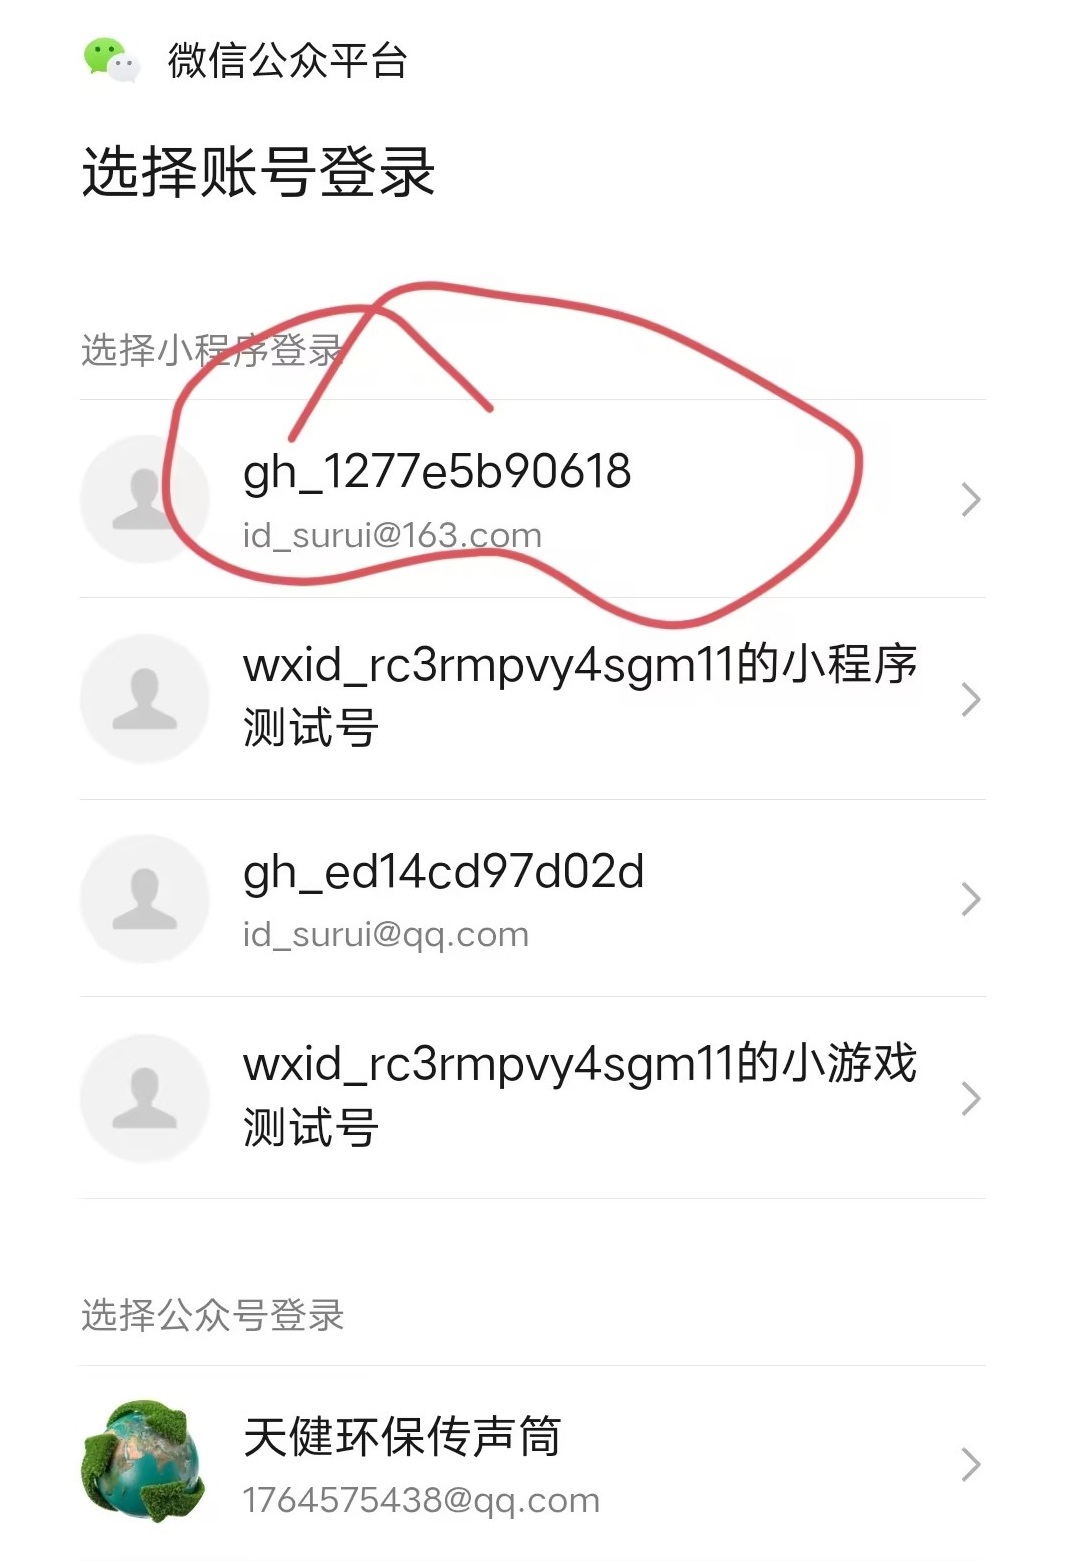 微信公众平台
选择账号登录
选择小程序登录
gh_1277e5b90618
id_surui@163.com
wxid_rc3rmpvy4sgm11的小程序
测试号
gh_ed14cd97d02d
id_surui@qq.com
wxid_rc3rmpvy4sgm11的小游戏
测试号
选择公众号登录
天健环保传声筒
1764575438@qq.com